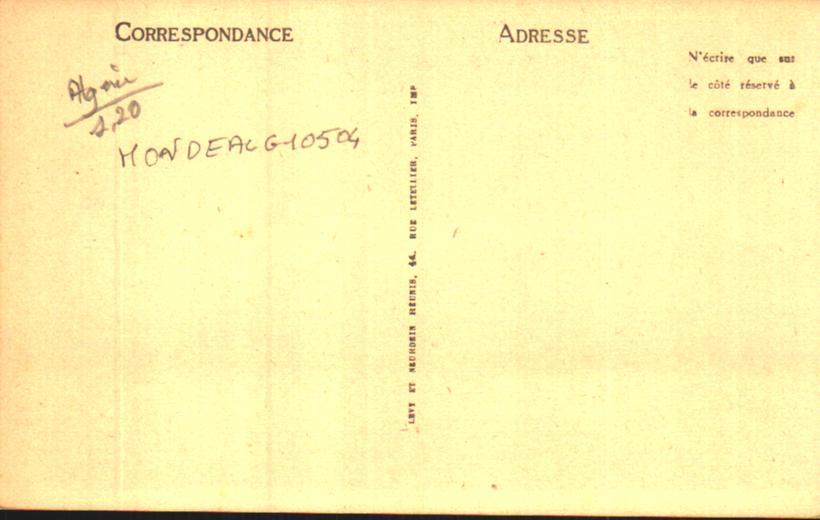 CORRESPONDANCE
ADRESSE
N'écrire que sur
le côté réservé à
la correspondance
Algérie
1,20
MONDEALG10504
LEVY ET NEURDEIN RÉUNIS, 44, RUE LETELLIER, PARIS, IMP